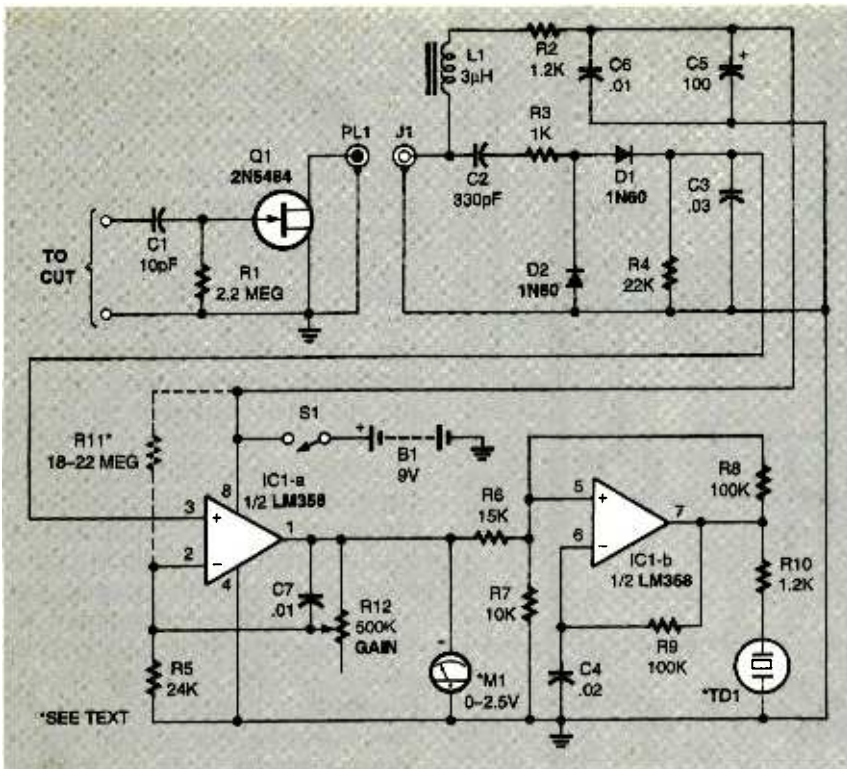 L1
3μH
R2
1.2K
C6
.01
C5
100
+
PL1
J1
R3
1K
Q1
2N5484
C2
330pF
D1
1N60
C3
.03
TO
CUT
C1
10pF
R1
2.2 MEG
D2
1N60
R4
22K
R11*
18–22 MEG
S1
+
B1
9V
IC1-a
1/2 LM358
8
3
+
1
2
−
4
R6
15K
R8
100K
5
+
7
6
−
IC1-b
1/2 LM358
R10
1.2K
C7
.01
R12
500K
GAIN
R7
10K
R9
100K
R5
24K
-
*M1
0–2.5V
C4
.02
*TD1
*SEE TEXT